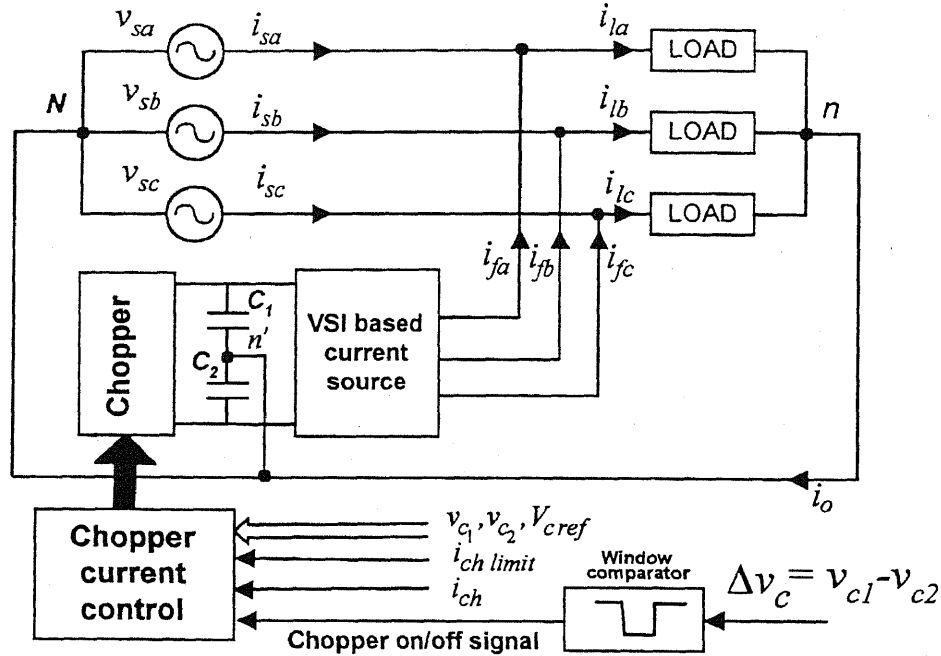 v_sa i_sa i_la LOAD
N v_sb i_sb i_lb LOAD n
v_sc i_sc i_lc LOAD
i_fa i_fb i_fc
Chopper
C_1
n'
C_2
VSI based
current
source
i_o
Chopper
current
control
v_c1, v_c2, V_c ref
i_ch limit
i_ch
Chopper on/off signal
Window
comparator
Δv_c = v_c1-v_c2